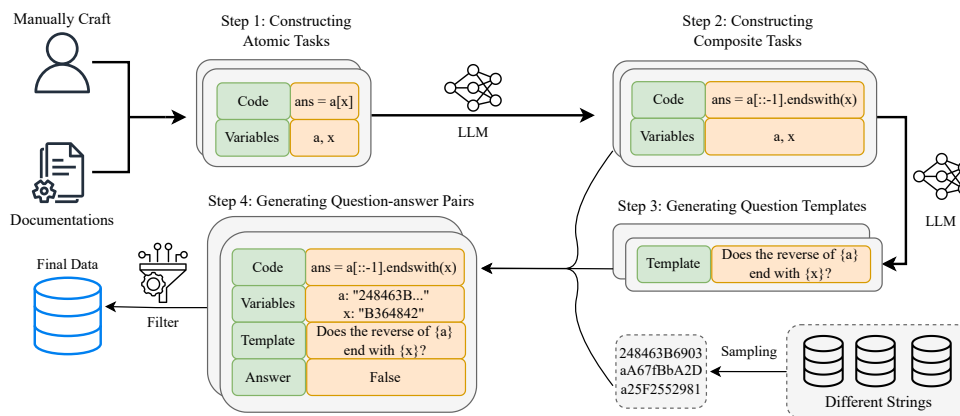 Manually Craft
Documentations
Step 1: Constructing
Atomic Tasks
Code
ans = a[x]
Variables
a, x
LLM
Step 2: Constructing
Composite Tasks
Code
ans = a[::-1].endswith(x)
Variables
a, x
LLM
Step 3: Generating Question Templates
Template
Does the reverse of {a}
end with {x}?
Different Strings
Sampling
248463B6903
aA67fBbA2D
a25F2552981
Step 4: Generating Question-answer Pairs
Code
ans = a[::-1].endswith(x)
Variables
a: "248463B..."
x: "B364842"
Template
Does the reverse of {a}
end with {x}?
Answer
False
Filter
Final Data